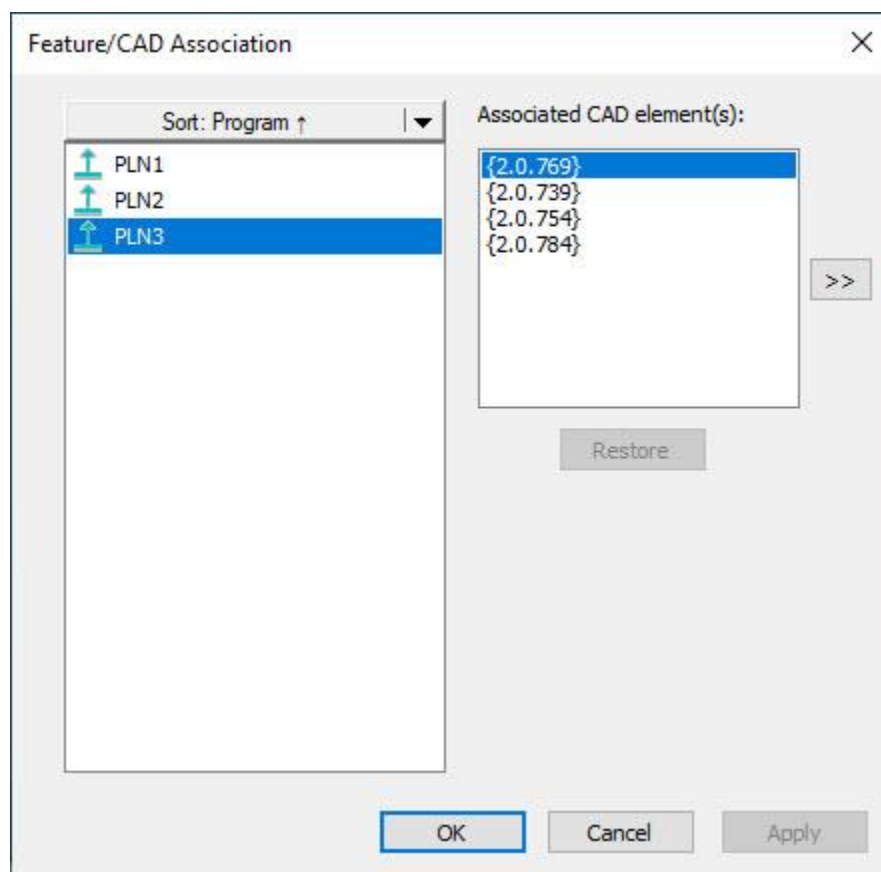 Feature/CAD Association
Sort: Program ↑
PLN1
PLN2
PLN3
Associated CAD element(s):
{2.0.769}
{2.0.739}
{2.0.754}
{2.0.784}
>>
Restore
OK
Cancel
Apply